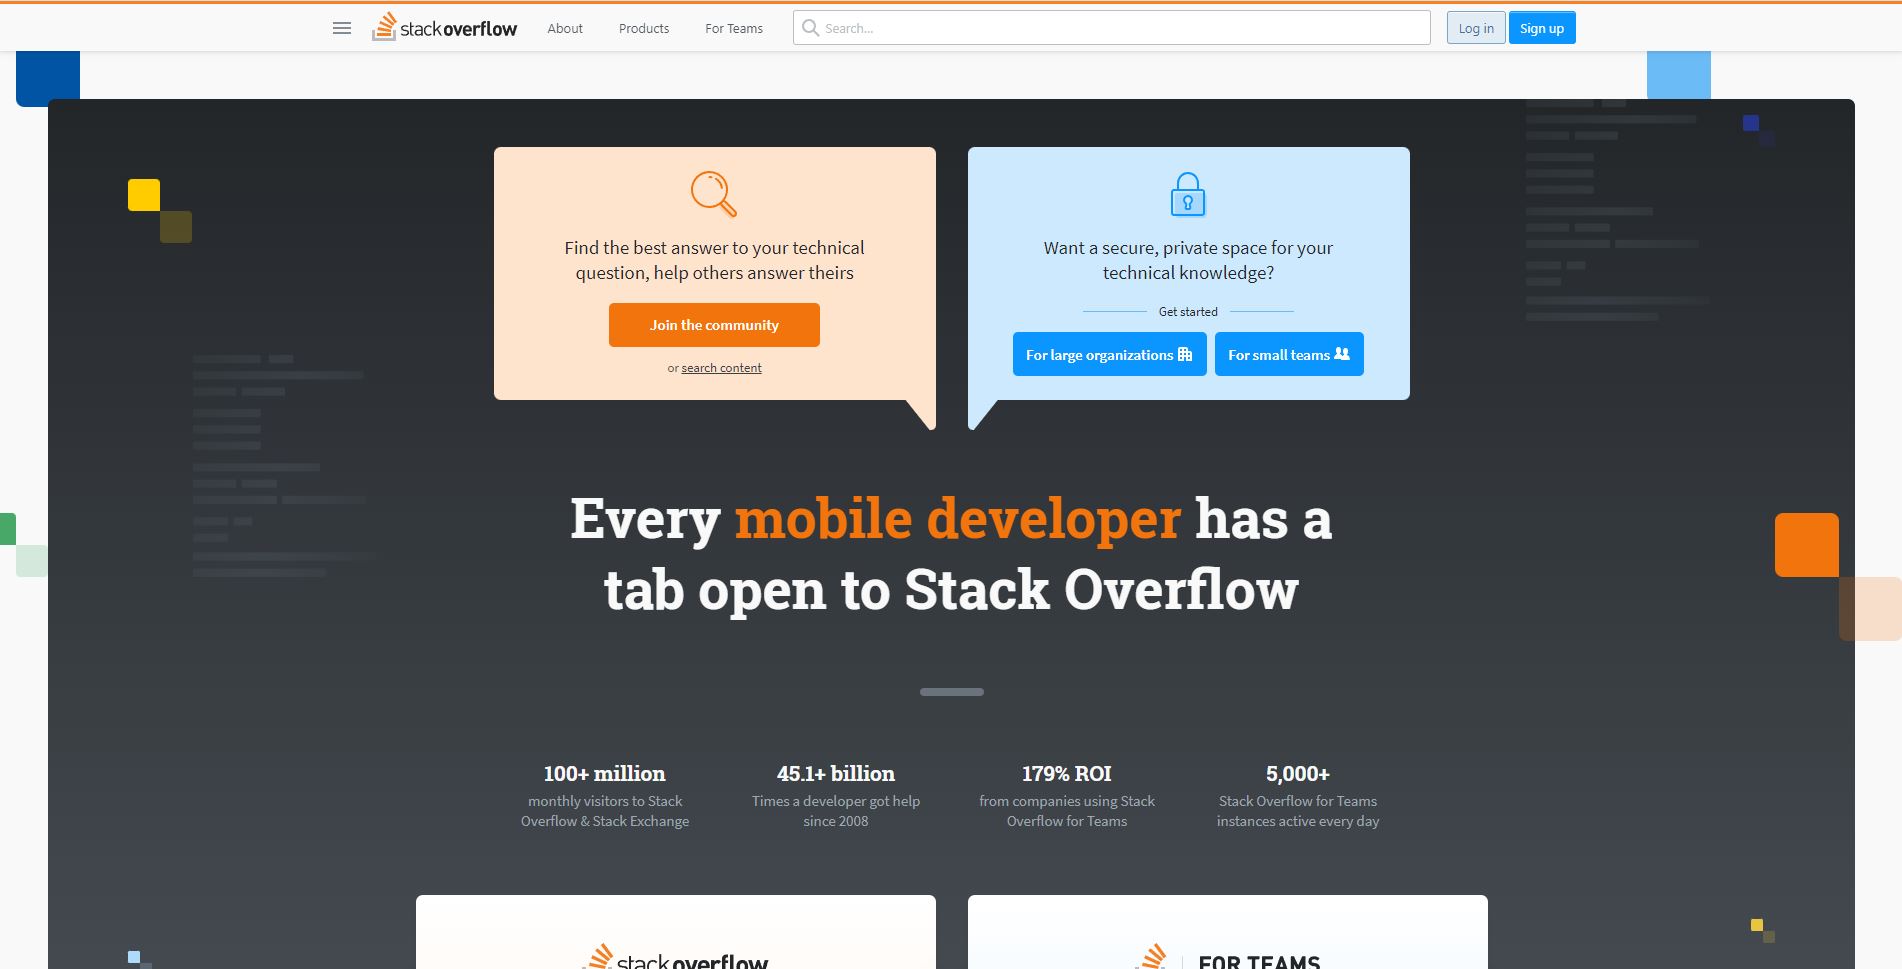 stackoverflow
About
Products
For Teams
Search...
Log in
Sign up
Find the best answer to your technical
question, help others answer theirs
Join the community
or search content
Want a secure, private space for your
technical knowledge?
Get started
For large organizations
For small teams
Every mobile developer has a
tab open to Stack Overflow
100+ million
monthly visitors to Stack
Overflow & Stack Exchange
45.1+ billion
Times a developer got help
since 2008
179% ROI
from companies using Stack
Overflow for Teams
5,000+
Stack Overflow for Teams
instances active every day
stackoverflow
FOR TEAMS